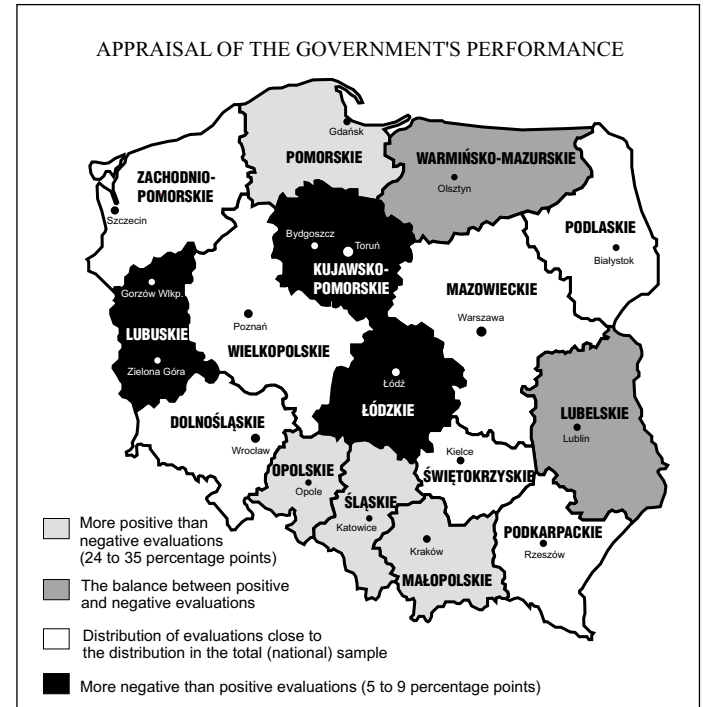 APPRAISAL OF THE GOVERNMENT'S PERFORMANCE
Gdańsk
POMORSKIE
WARMIŃSKO-MAZURSKIE
Olsztyn
ZACHODNIO-
POMORSKIE
Szczecin
PODLASKIE
Białystok
Bydgoszcz
Toruń
KUJAWSKO-
POMORSKIE
MAZOWIECKIE
Warszawa
Gorzów Wlkp.
LUBUSKIE
Zielona Góra
Poznań
WIELKOPOLSKIE
Łódź
ŁÓDZKIE
LUBELSKIE
Lublin
DOLNOŚLĄSKIE
Wrocław
Kielce
ŚWIĘTOKRZYSKIE
OPOLSKIE
Opole
ŚLĄSKIE
Katowice
Kraków
MAŁOPOLSKIE
PODKARPACKIE
Rzeszów
More positive than
negative evaluations
(24 to 35 percentage points)
The balance between positive
and negative evaluations
Distribution of evaluations close to
the distribution in the total (national) sample
More negative than positive evaluations (5 to 9 percentage points)